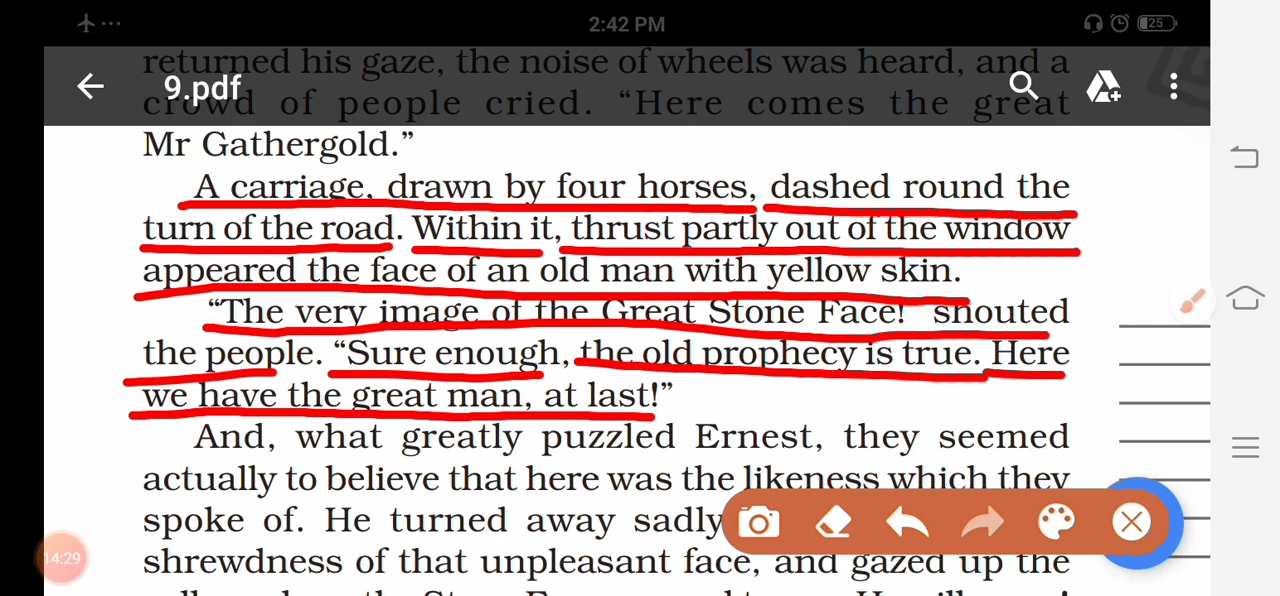 2:42 PM
25
returned his gaze, the noise of wheels was heard, and a
9.pdf
crowd of people cried. “Here comes the great
Mr Gathergold.”
A carriage, drawn by four horses, dashed round the
turn of the road. Within it, thrust partly out of the window
appeared the face of an old man with yellow skin.
“The very image of the Great Stone Face!” shouted
the people. “Sure enough, the old prophecy is true. Here
we have the great man, at last!”
And, what greatly puzzled Ernest, they seemed
actually to believe that here was the likeness which they
spoke of. He turned away sadly
shrewdness of that unpleasant face, and gazed up the
14:29